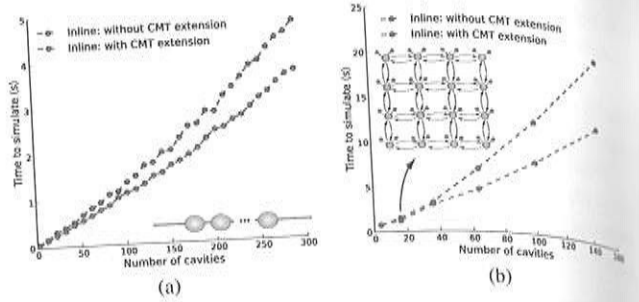 Inline: without CMT extension
Inline: with CMT extension
Time to simulate (s)
5
4
3
2
1
0
0 50 100 150 200 250 300
Number of cavities
...
(a)
Inline: without CMT extension
Inline: with CMT extension
Time to simulate (s)
25
20
15
10
5
0
0 20 40 60 80 100 120 140 160
Number of cavities
(b)